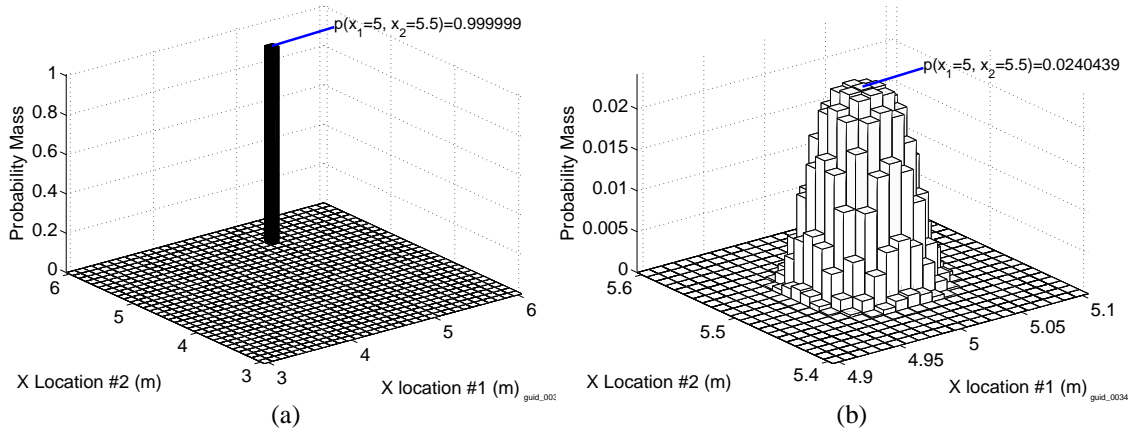 p(x1=5, x2=5.5)=0.999999
1
0.8
0.6
0.4
0.2
0
Probability Mass
6
5
4
3
3
4
5
6
X Location #2 (m)
X location #1 (m)
guid_003
(a)
p(x1=5, x2=5.5)=0.0240439
0.02
0.015
0.01
0.005
0
Probability Mass
5.6
5.5
5.4
4.9
4.95
5
5.05
5.1
X Location #2 (m)
X location #1 (m)
guid_0034
(b)